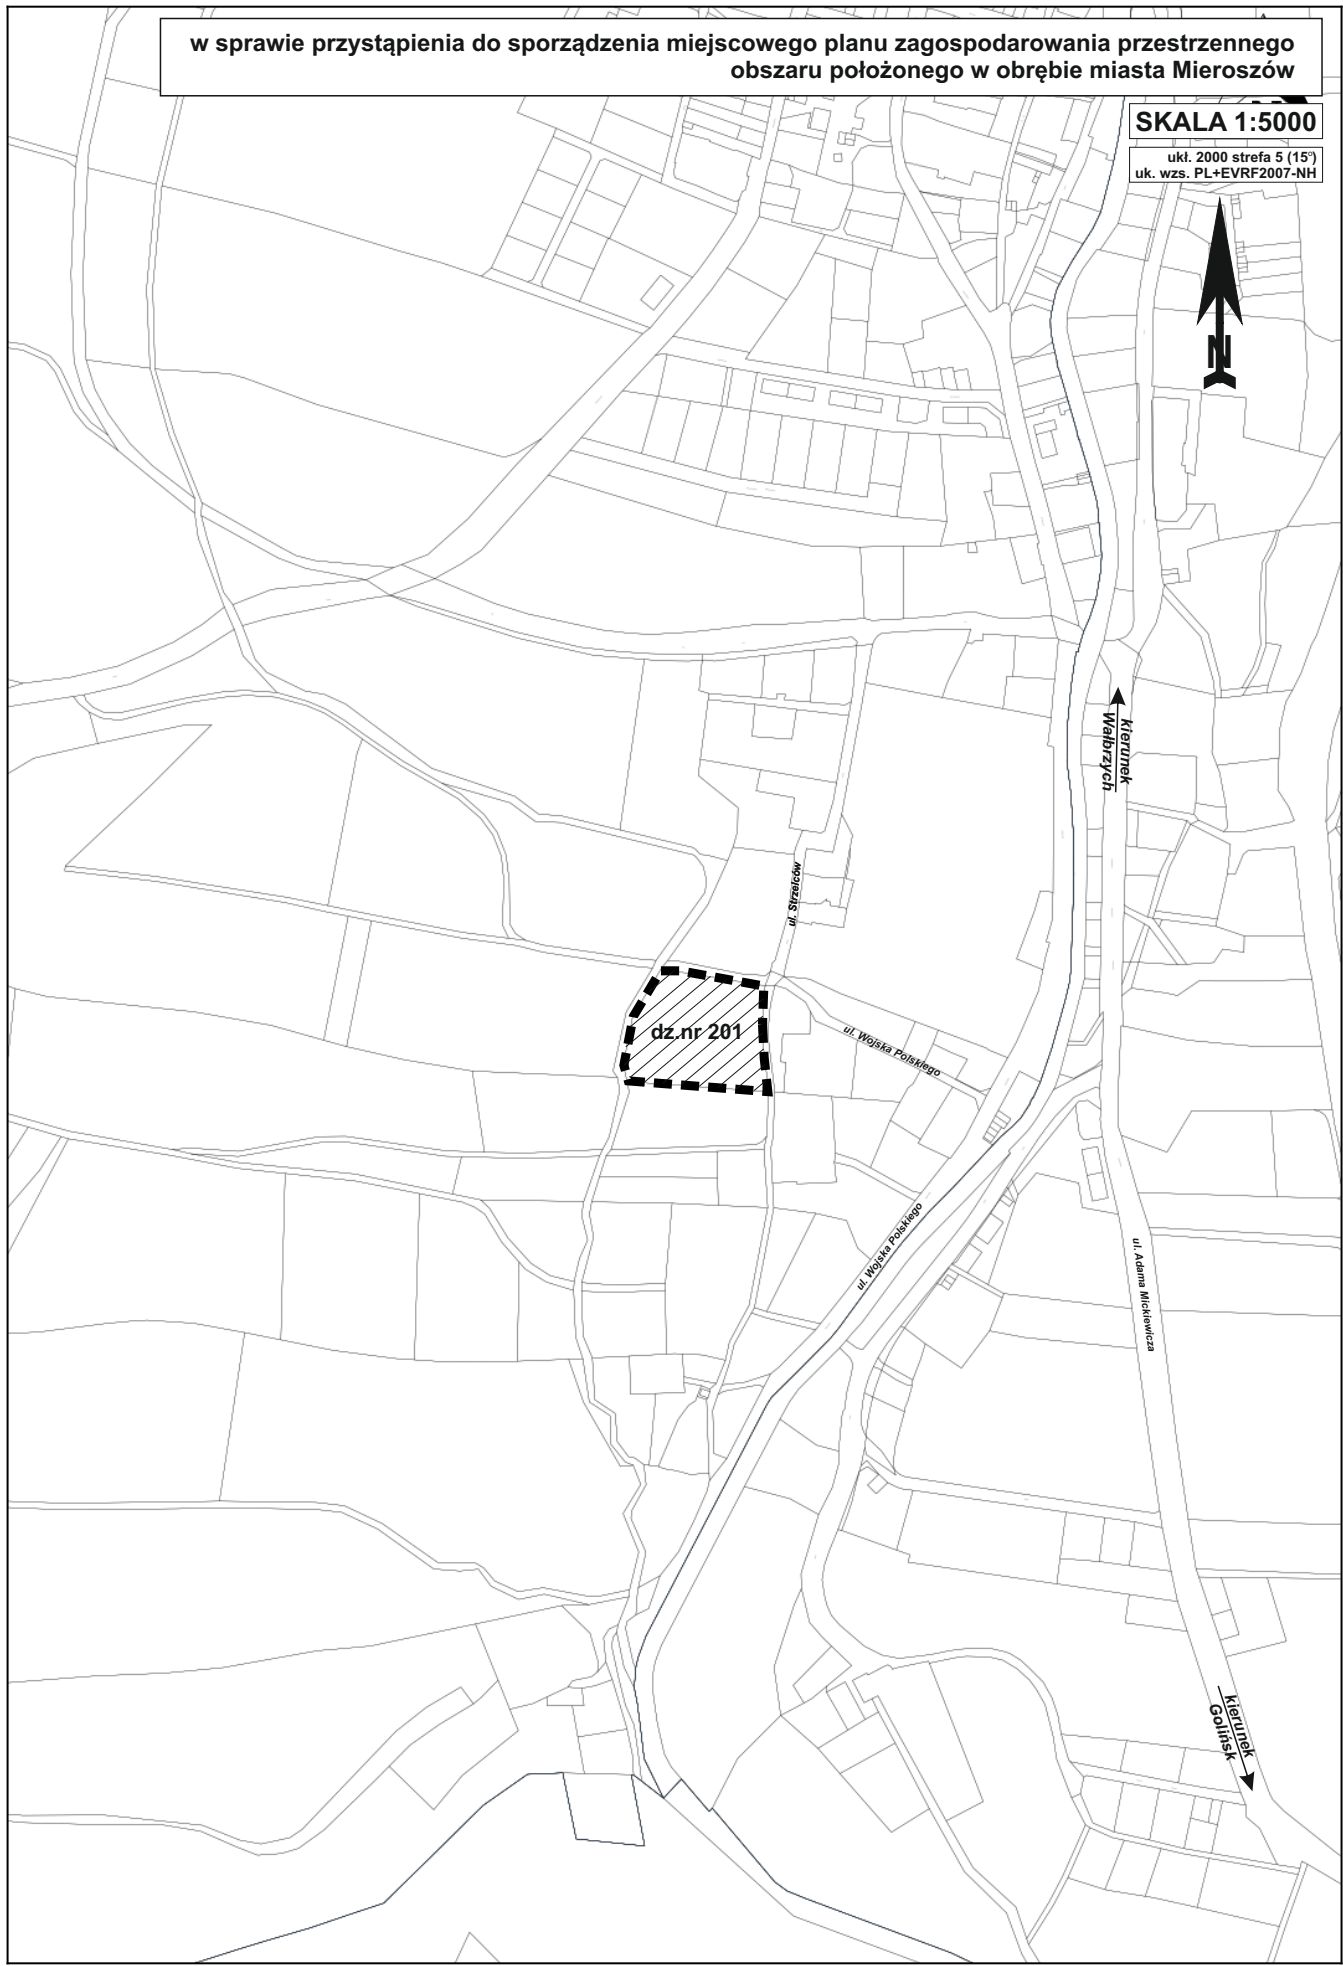 w sprawie przystąpienia do sporządzenia miejscowego planu zagospodarowania przestrzennego
obszaru położonego w obrębie miasta Mieroszów
SKALA 1:5000
ukł. 2000 strefa 5 (15°)
uk. wzs. PL+EVRF2007-NH
N
kierunek
Wałbrzych
ul. Strzelców
dz.nr 201
ul. Wojska Polskiego
ul. Wojska Polskiego
ul. Adama Mickiewicza
kierunek
Golińsk